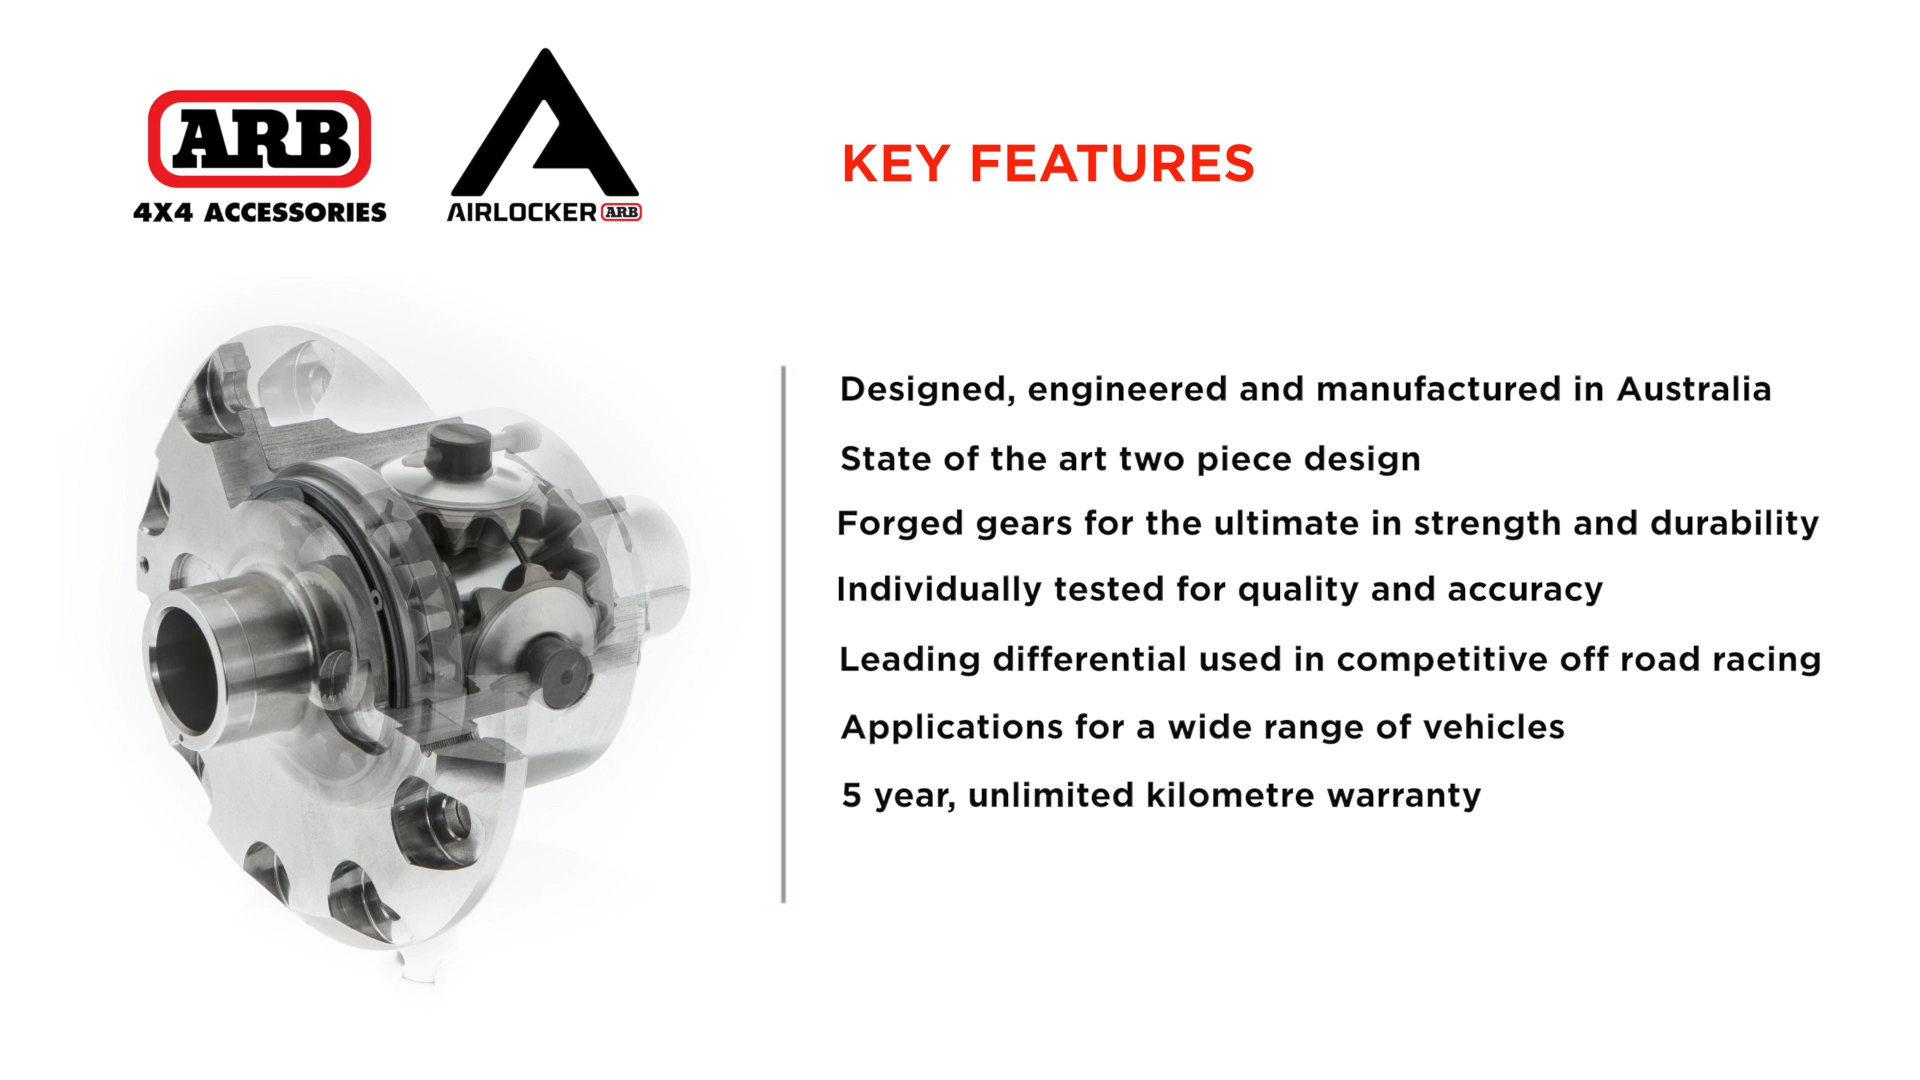 ARB
4X4 ACCESSORIES
AIRLOCKER ARB
KEY FEATURES
Designed, engineered and manufactured in Australia
State of the art two piece design
Forged gears for the ultimate in strength and durability
Individually tested for quality and accuracy
Leading differential used in competitive off road racing
Applications for a wide range of vehicles
5 year, unlimited kilometre warranty